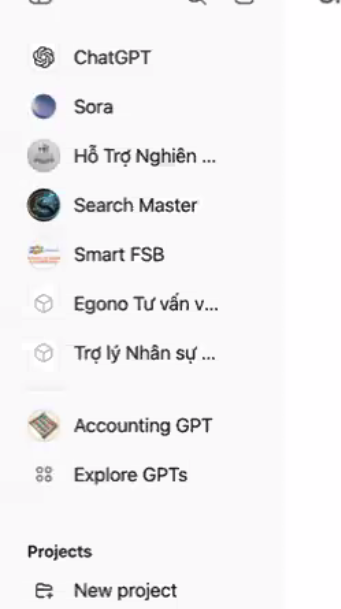 ChatGPT
Sora
Hỗ Trợ Nghiên ...
Search Master
Smart FSB
Egono Tư vấn v...
Trợ lý Nhân sự ...
Accounting GPT
Explore GPTs
Projects
New project